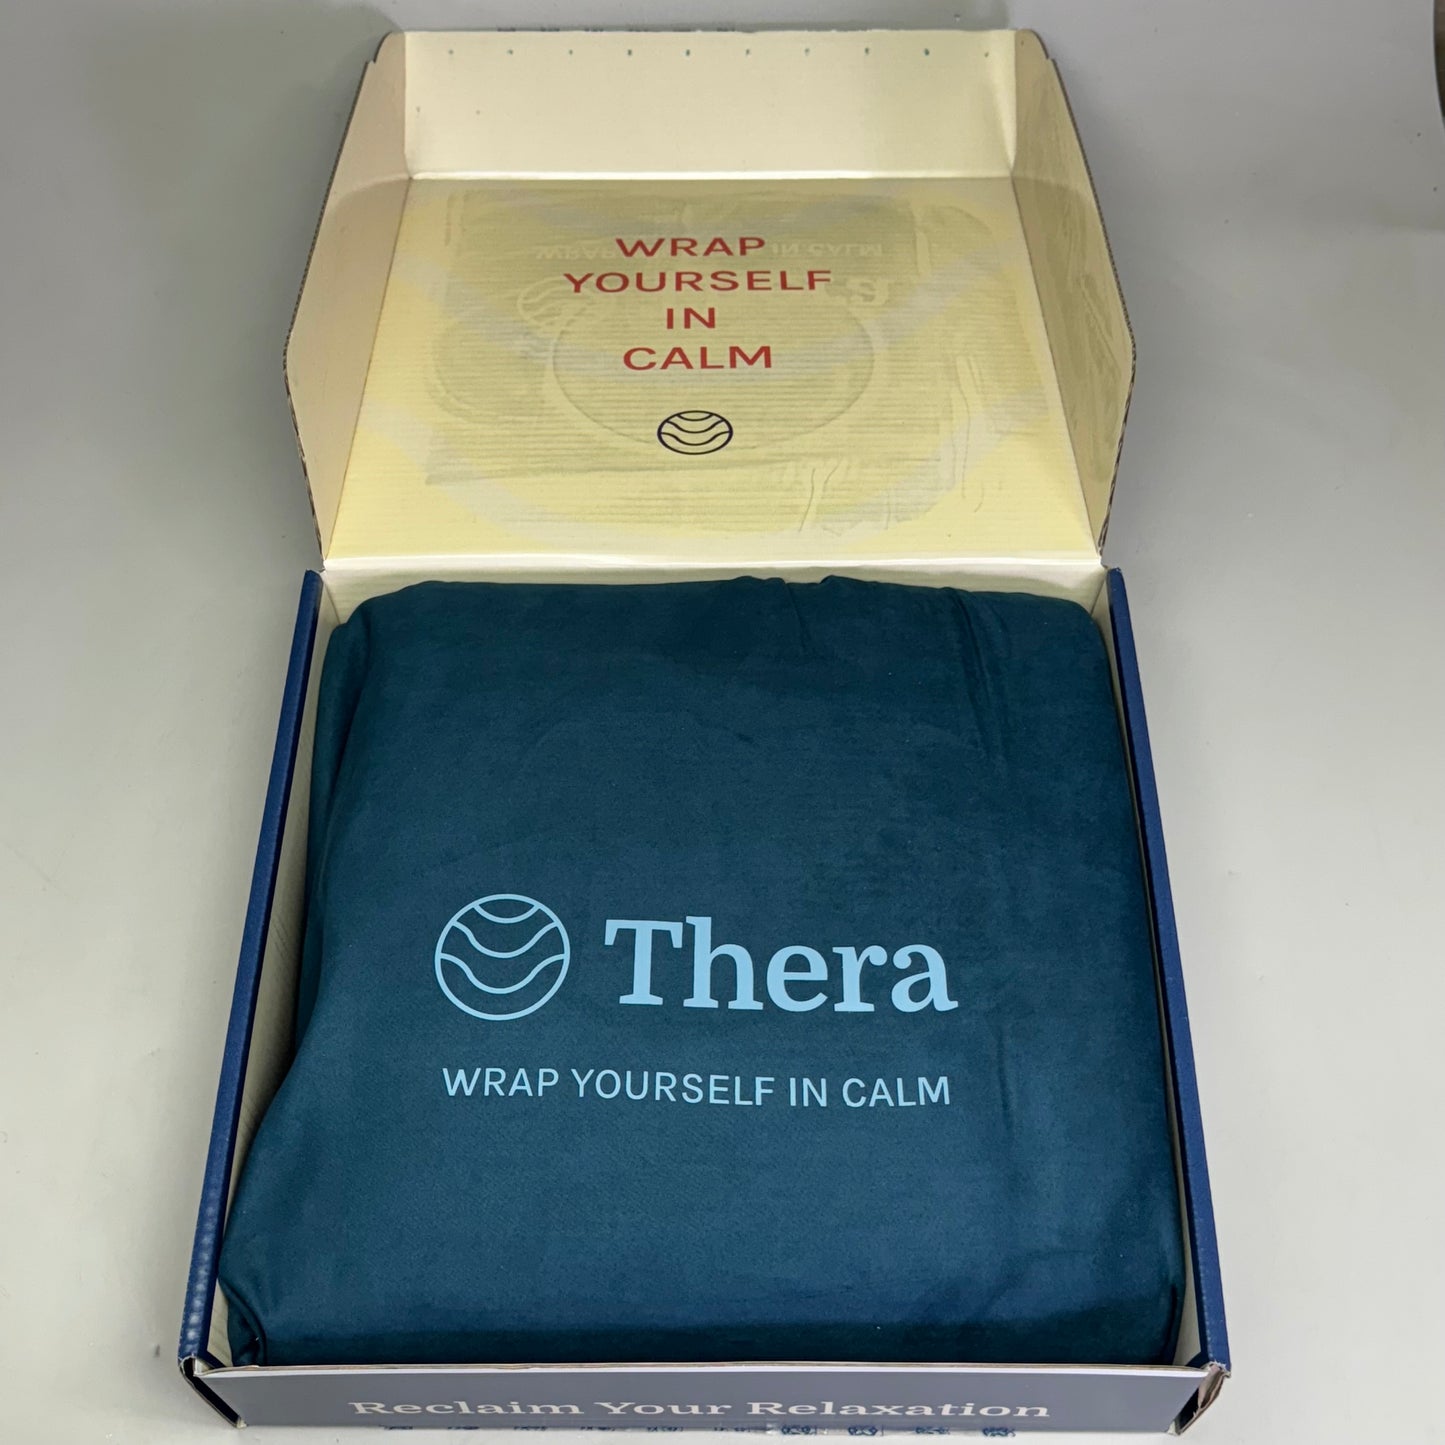 WRAP
YOURSELF
IN
CALM
Thera
WRAP YOURSELF IN CALM
Reclaim Your Relaxation